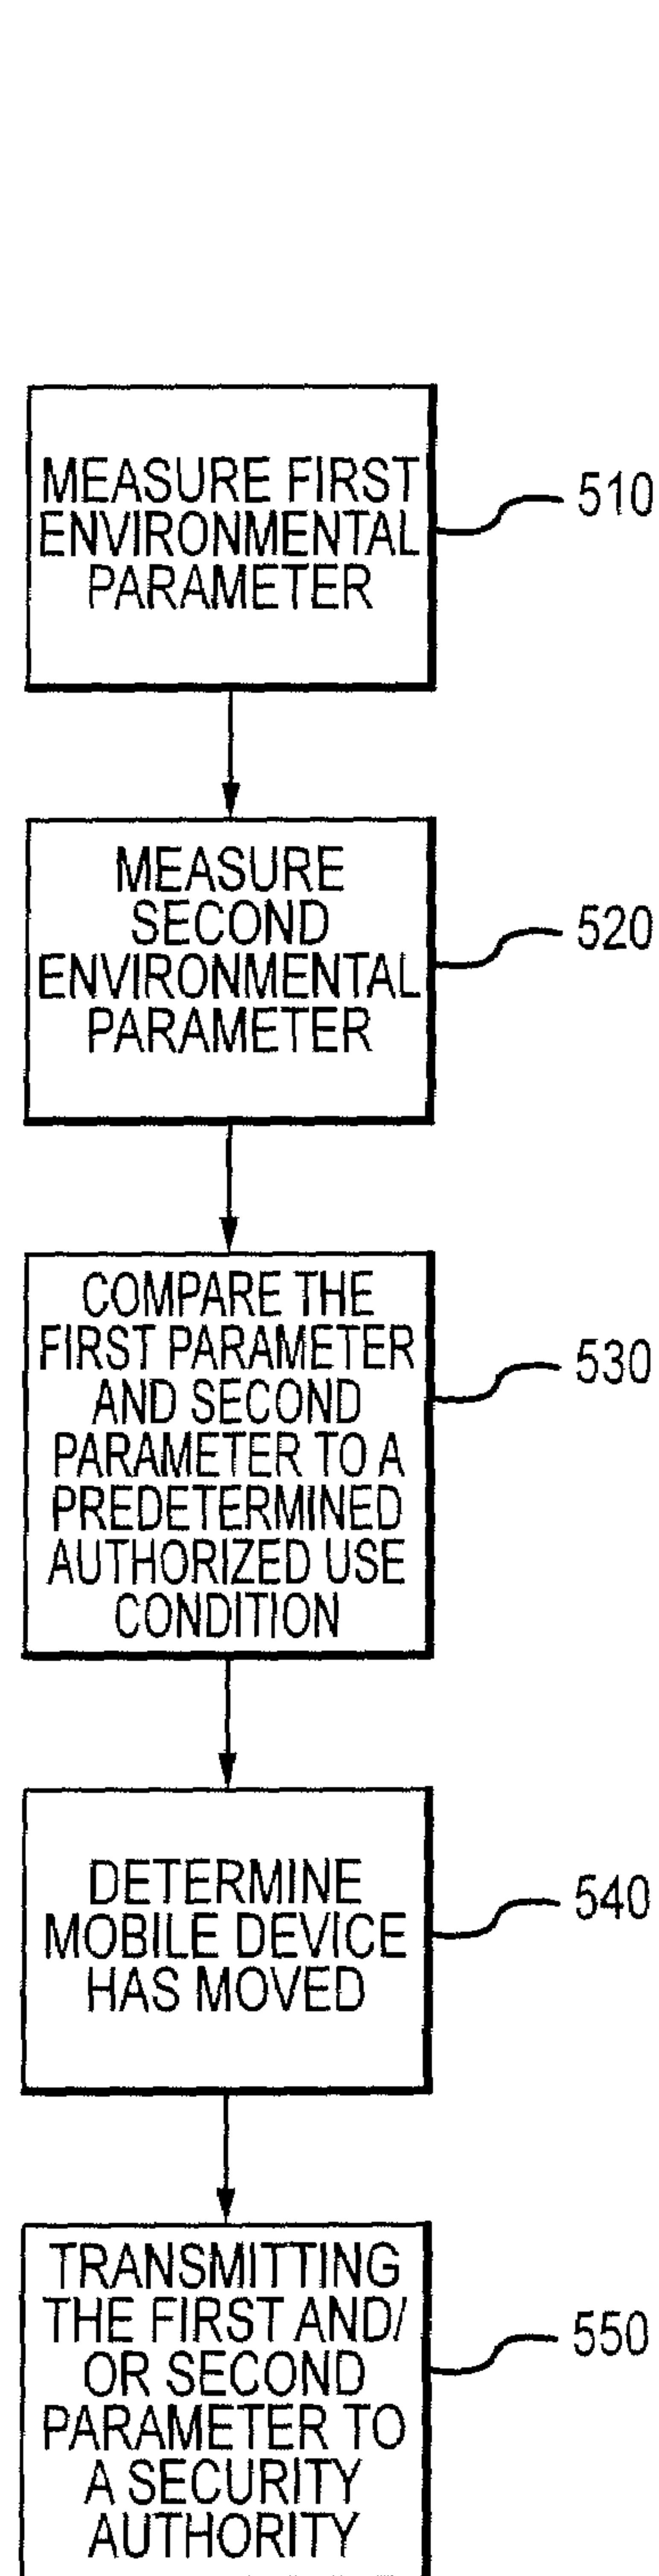 MEASURE FIRST
ENVIRONMENTAL
PARAMETER
510
MEASURE
SECOND
ENVIRONMENTAL
PARAMETER
520
COMPARE THE
FIRST PARAMETER
AND SECOND
PARAMETER TO A
PREDETERMINED
AUTHORIZED USE
CONDITION
530
DETERMINE
MOBILE DEVICE
HAS MOVED
540
TRANSMITTING
THE FIRST AND/
OR SECOND
PARAMETER TO
A SECURITY
AUTHORITY
550